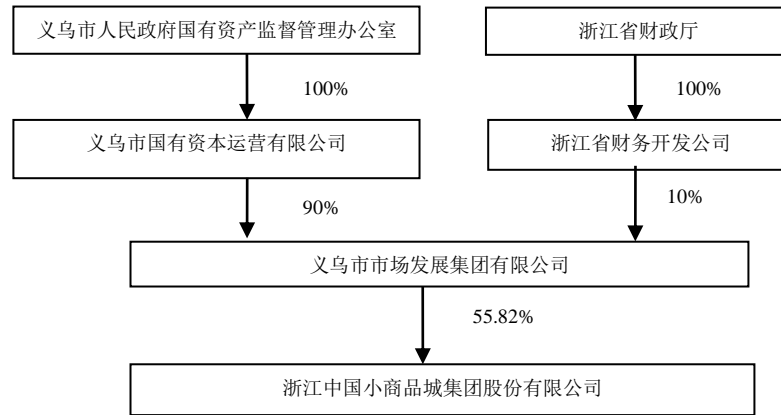 义乌市人民政府国有资产监督管理办公室
浙江省财政厅
100%
100%
义乌市国有资本运营有限公司
浙江省财务开发公司
90%
10%
义乌市市场发展集团有限公司
55.82%
浙江中国小商品城集团股份有限公司